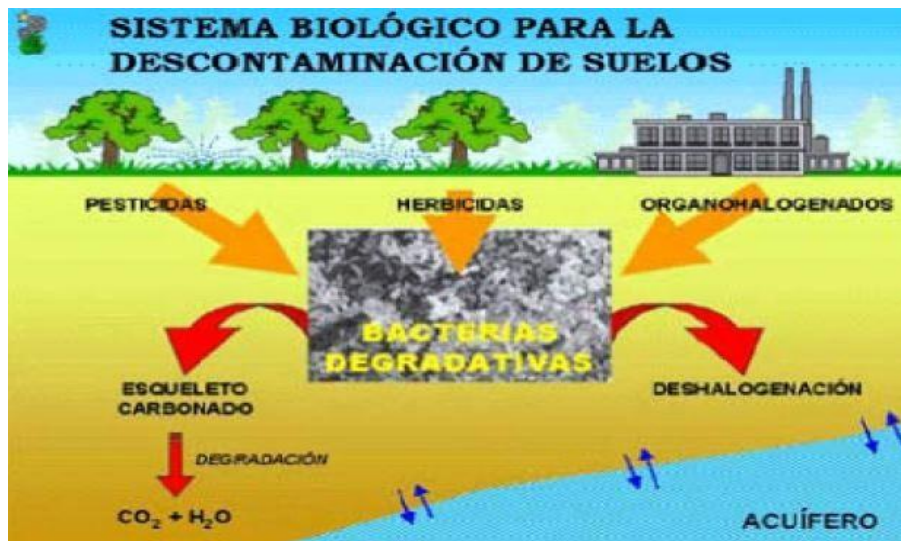 SISTEMA BIOLÓGICO PARA LA
DESCONTAMINACIÓN DE SUELOS
PESTICIDAS
HERBICIDAS
ORGANOHALOGENADOS
BACTERIAS
DEGRADATIVAS
ESQUELETO
CARBONADO
DESHALOGENACIÓN
DEGRADACIÓN
CO₂ + H₂O
ACUÍFERO